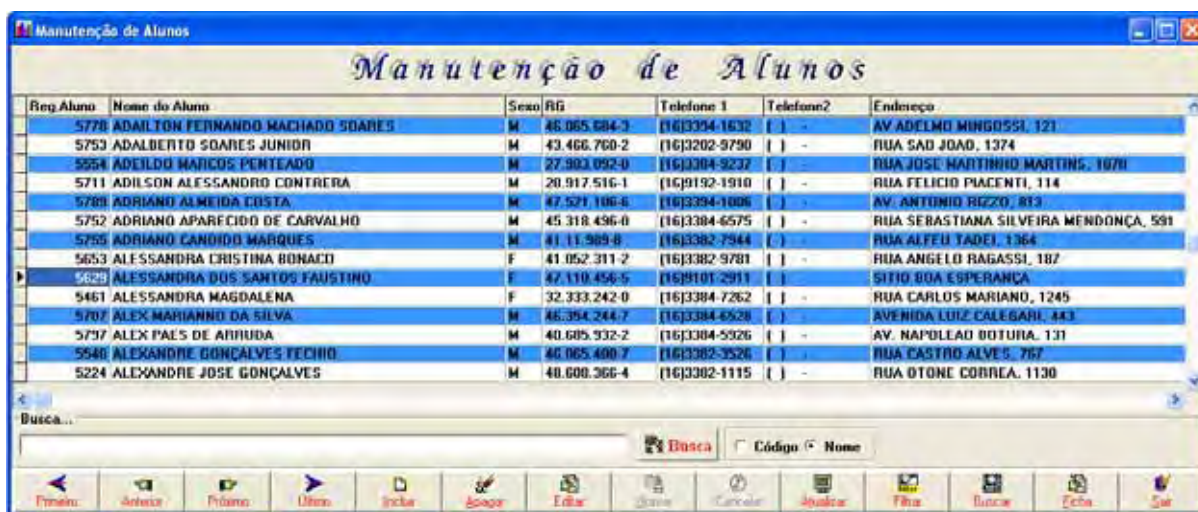 Manutenção de Alunos
Manutenção de Alunos
Reg.Aluno Nome do Aluno Sexo RG Telefone 1 Telefone2 Endereço
5778 ADAILTON FERNANDO MACHADO SOARES M 46.065.684-3 (16)3394-1632 ( ) - AV ADELMO MINGOSSI, 121
5753 ADALBERTO SOARES JUNIOR M 43.466.760-2 (16)3202-9790 ( ) - RUA SAO JOAO, 1374
5554 ADEILDO MARCOS PENTEADO M 27.903.092-0 (16)3384-9237 ( ) - RUA JOSE MARTINHO MARTINS, 1070
5711 ADILSON ALESSANDRO CONTRERA M 20.917.516-1 (16)9192-1910 ( ) - RUA FELICIO PIACENTI, 114
5789 ADRIANO ALMEIDA COSTA M 47.521.106-6 (16)3394-1006 ( ) - AV. ANTONIO RIZZO, 813
5752 ADRIANO APARECIDO DE CARVALHO M 45.318.496-0 (16)3384-6575 ( ) - RUA SEBASTIANA SILVEIRA MENDONÇA, 591
5755 ADRIANO CANDIDO MARQUES M 41.11.989-8 (16)3382-7944 ( ) - RUA ALFEU TADEI, 1364
5653 ALESSANDRA CRISTINA BONACO F 41.052.311-2 (16)3382-9781 ( ) - RUA ANGELO RAGASSI, 187
5629 ALESSANDRA DOS SANTOS FAUSTINO F 47.110.456-5 (16)9101-2911 ( ) - SITIO BOA ESPERANÇA
5461 ALESSANDRA MAGDALENA F 32.333.242-0 (16)3384-7262 ( ) - RUA CARLOS MARIANO, 1245
5707 ALEX MARIANNO DA SILVA M 46.354.244-7 (16)3384-6528 ( ) - AVENIDA LUIZ CALEGARI, 443
5797 ALEX PAES DE ARRUDA M 40.685.932-2 (16)3384-5926 ( ) - AV. NAPOLEAO BOTURA, 131
5540 ALEXANDRE GONÇALVES FECHIO M 46.065.400-7 (16)3382-3526 ( ) - RUA CASTRO ALVES, 767
5224 ALEXANDRE JOSE GONÇALVES M 40.600.366-4 (16)3382-1115 ( ) - RUA OTONE CORREA, 1130
Busca...
Busca Código Nome
Primeiro Anterior Próximo Último Incluir Apagar Editar Gravar Cancelar Atualizar Filtrar Buscar Ficha Sair